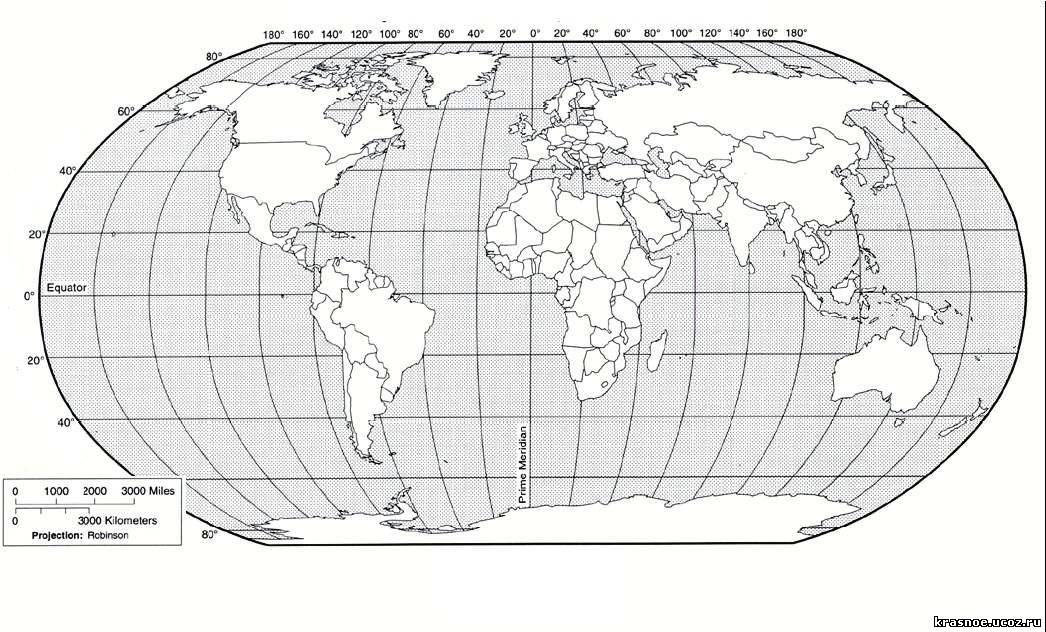 180° 160° 140° 120° 100° 80° 60° 40° 20° 0° 20° 40° 60° 80° 100° 120° 140° 160° 180°
80°
60°
40°
20°
Equator
0°
20°
40°
Prime Meridian
0 1000 2000 3000 Miles
0 3000 Kilometers
Projection: Robinson
80°
krasnoe.ucoz.ru